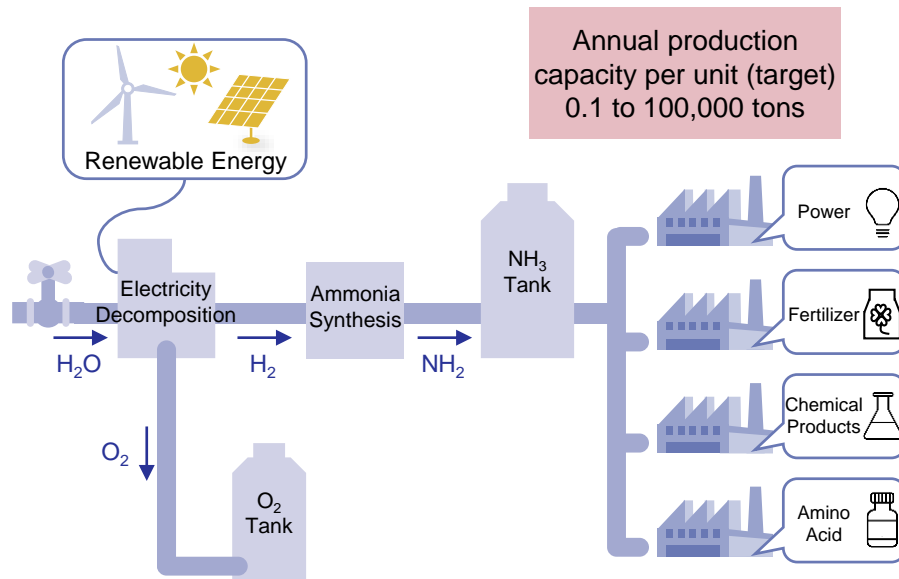 Annual production
capacity per unit (target)
0.1 to 100,000 tons
Renewable Energy
Electricity
Decomposition
H₂O
O₂
O₂
Tank
H₂
Ammonia
Synthesis
NH₂
NH₃
Tank
Power
Fertilizer
Chemical
Products
Amino
Acid